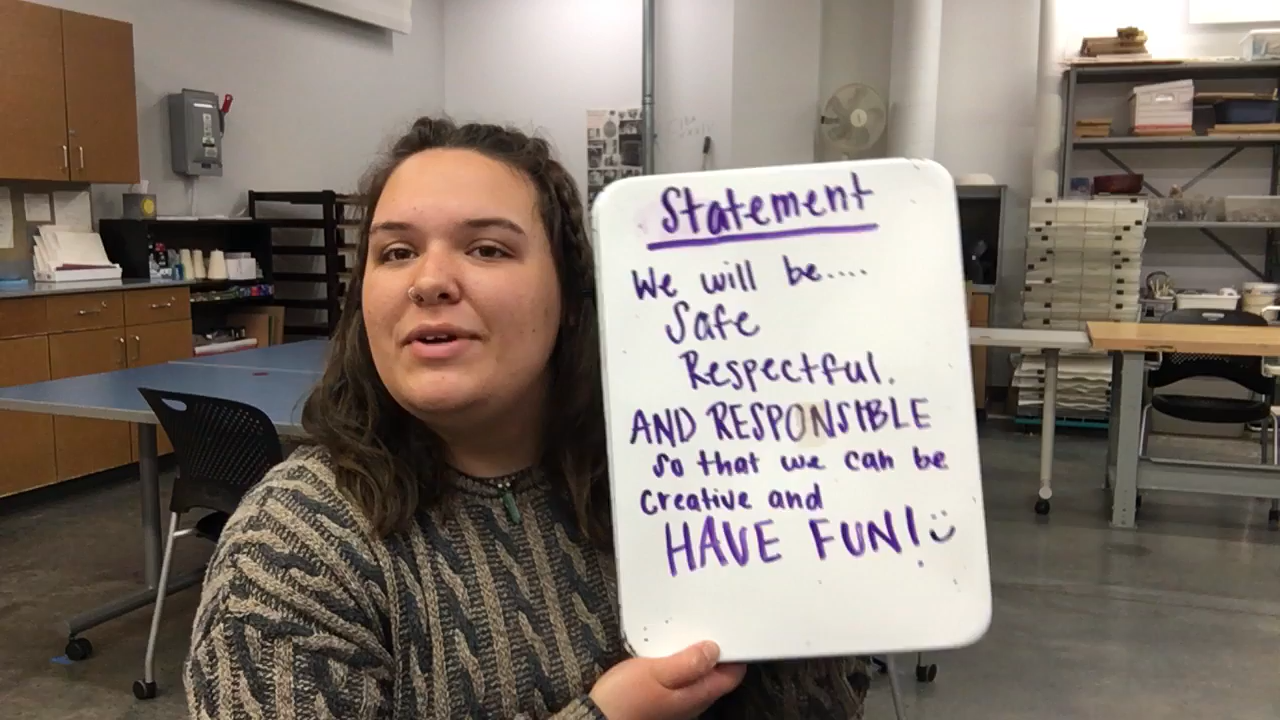 Statement
We will be....
Safe
Respectful.
AND RESPONSIBLE
so that we can be
Creative and
HAVE FUN!